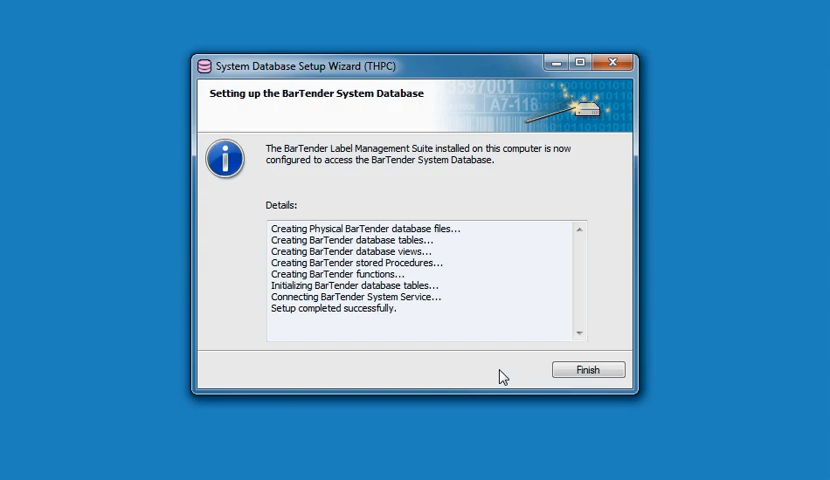 System Database Setup Wizard (THPC)
Setting up the BarTender System Database
9597001
A7-118
The BarTender Label Management Suite installed on this computer is now
configured to access the BarTender System Database.
Details:
Creating Physical BarTender database files...
Creating BarTender database tables...
Creating BarTender database views...
Creating BarTender stored Procedures...
Creating BarTender functions...
Initializing BarTender database tables...
Connecting BarTender System Service...
Setup completed successfully.
Finish